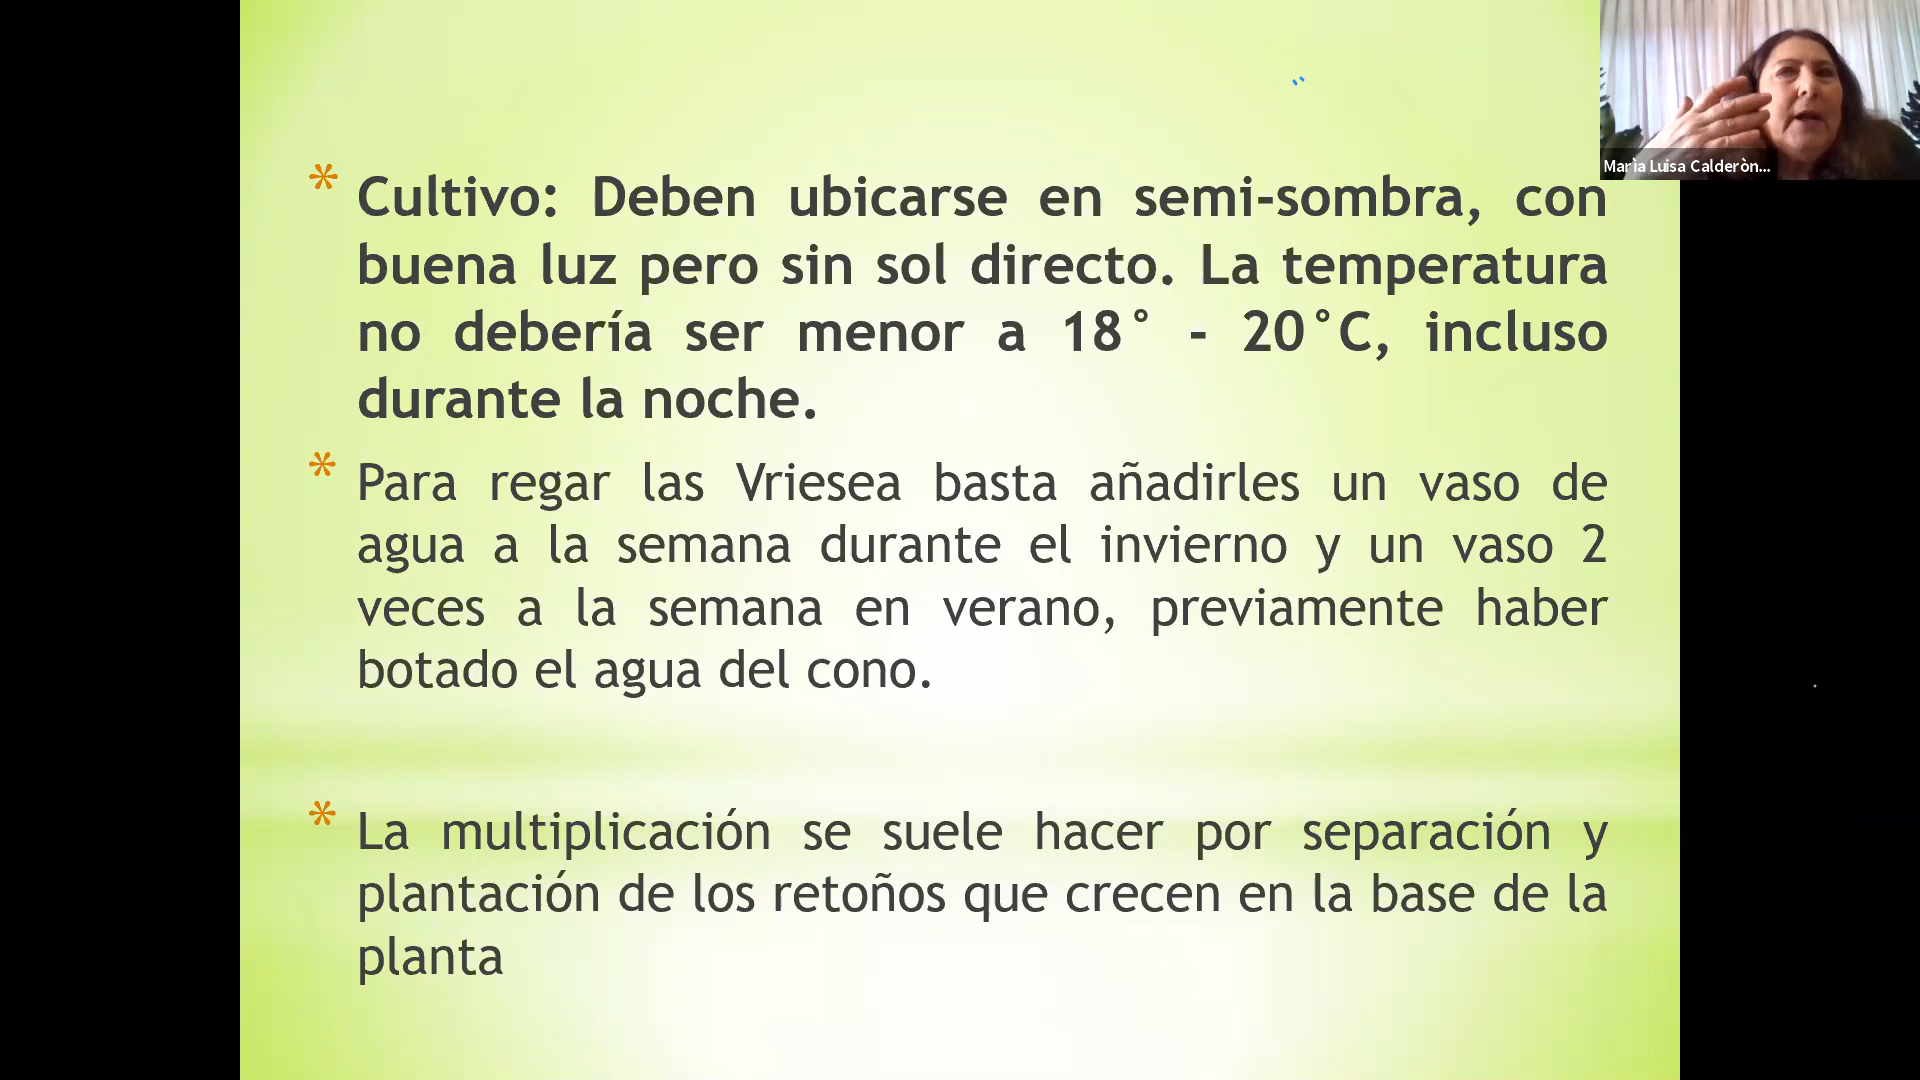 Marìa Luisa Calderòn...
* Cultivo: Deben ubicarse en semi-sombra, con
buena luz pero sin sol directo. La temperatura
no debería ser menor a 18° - 20°C, incluso
durante la noche.
* Para regar las Vriesea basta añadirles un vaso de
agua a la semana durante el invierno y un vaso 2
veces a la semana en verano, previamente haber
botado el agua del cono.
* La multiplicación se suele hacer por separación y
plantación de los retoños que crecen en la base de la
planta